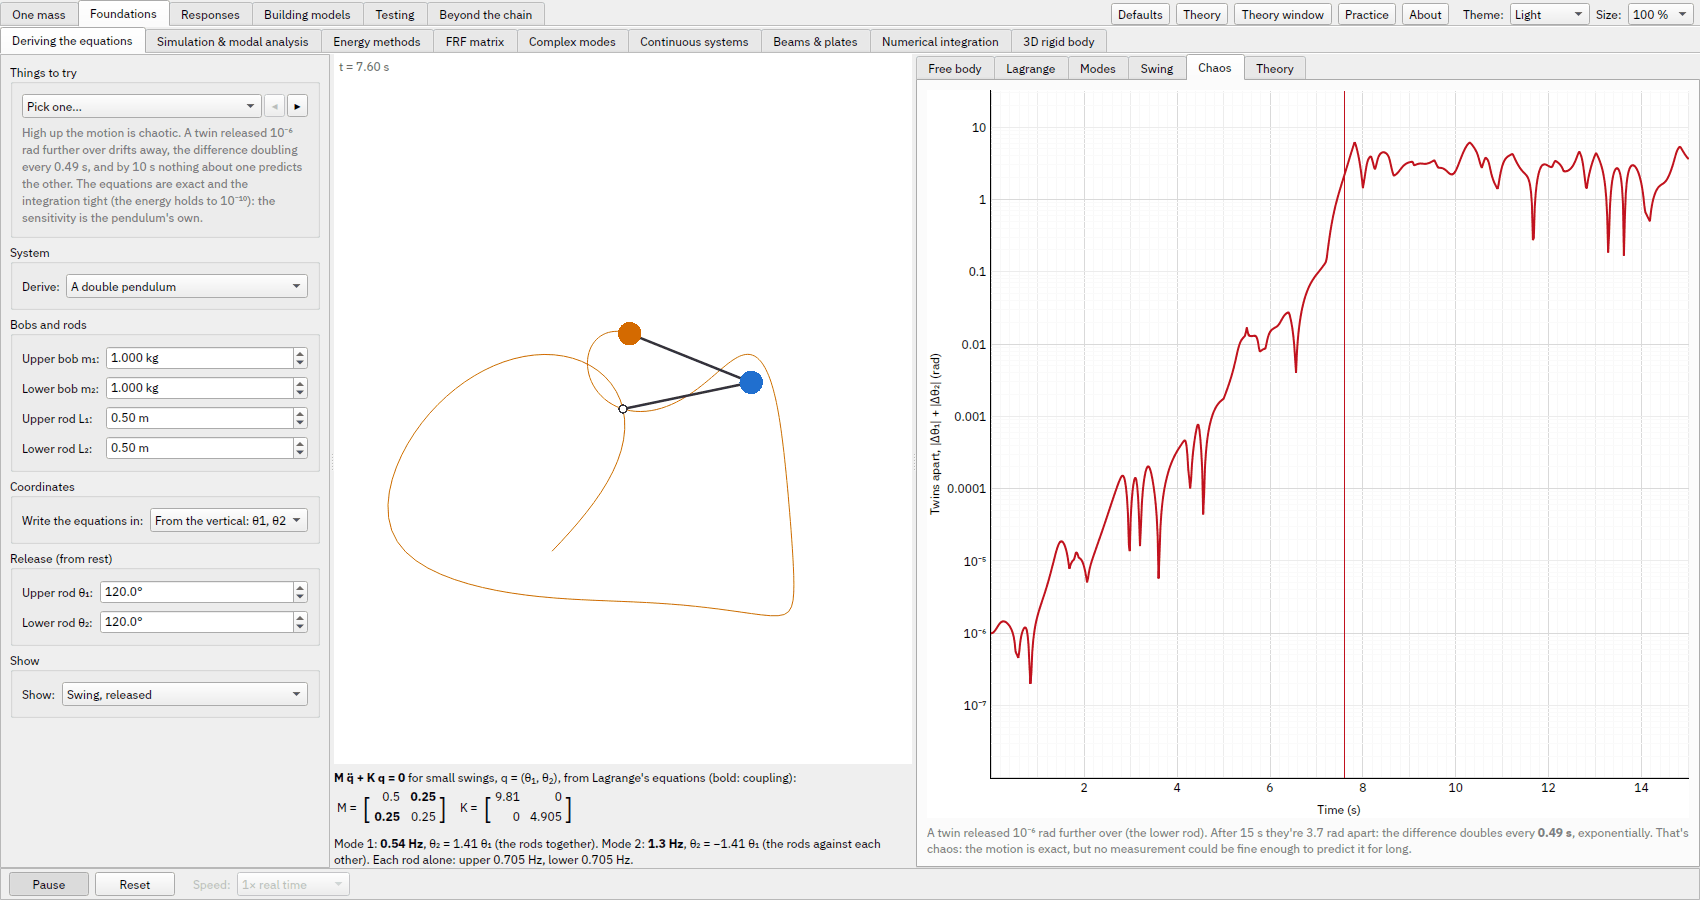 One mass
Foundations
Responses
Building models
Testing
Beyond the chain
Defaults
Theory
Theory window
Practice
About
Theme:
Light
Size:
100 %
Deriving the equations
Simulation & modal analysis
Energy methods
FRF matrix
Complex modes
Continuous systems
Beams & plates
Numerical integration
3D rigid body
Things to try
Pick one...
High up the motion is chaotic. A twin released 10⁻⁶
rad further over drifts away, the difference doubling
every 0.49 s, and by 10 s nothing about one predicts
the other. The equations are exact and the
integration tight (the energy holds to 10⁻¹⁰): the
sensitivity is the pendulum's own.
System
Derive:
A double pendulum
Bobs and rods
Upper bob m₁:
1.000 kg
Lower bob m₂:
1.000 kg
Upper rod L₁:
0.50 m
Lower rod L₂:
0.50 m
Coordinates
Write the equations in:
From the vertical: θ1, θ2
Release (from rest)
Upper rod θ₁:
120.0°
Lower rod θ₂:
120.0°
Show
Show:
Swing, released
t = 7.60 s
M q̈ + K q = 0 for small swings, q = (θ₁, θ₂), from Lagrange's equations (bold: coupling):
M = [ 0.5 0.25 ] K = [ 9.81 0 ]
[ 0.25 0.25 ] [ 0 4.905 ]
Mode 1: 0.54 Hz, θ₂ = 1.41 θ₁ (the rods together). Mode 2: 1.3 Hz, θ₂ = −1.41 θ₁ (the rods against each
other). Each rod alone: upper 0.705 Hz, lower 0.705 Hz.
Free body
Lagrange
Modes
Swing
Chaos
Theory
Twins apart, |Δθ₁| + |Δθ₂| (rad)
10
1
0.1
0.01
0.001
0.0001
10⁻⁵
10⁻⁶
10⁻⁷
2
4
6
8
10
12
14
Time (s)
A twin released 10⁻⁶ rad further over (the lower rod). After 15 s they're 3.7 rad apart: the difference doubles every 0.49 s, exponentially. That's
chaos: the motion is exact, but no measurement could be fine enough to predict it for long.
Pause
Reset
Speed:
1× real time